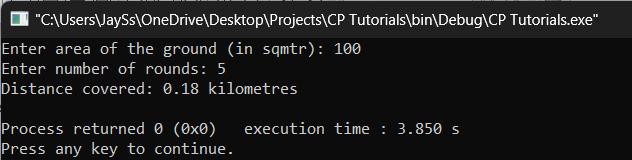 "C:\Users\JaySs\OneDrive\Desktop\Projects\CP Tutorials\bin\Debug\CP Tutorials.exe"
Enter area of the ground (in sqmtr): 100
Enter number of rounds: 5
Distance covered: 0.18 kilometres
Process returned 0 (0x0)   execution time : 3.850 s
Press any key to continue.